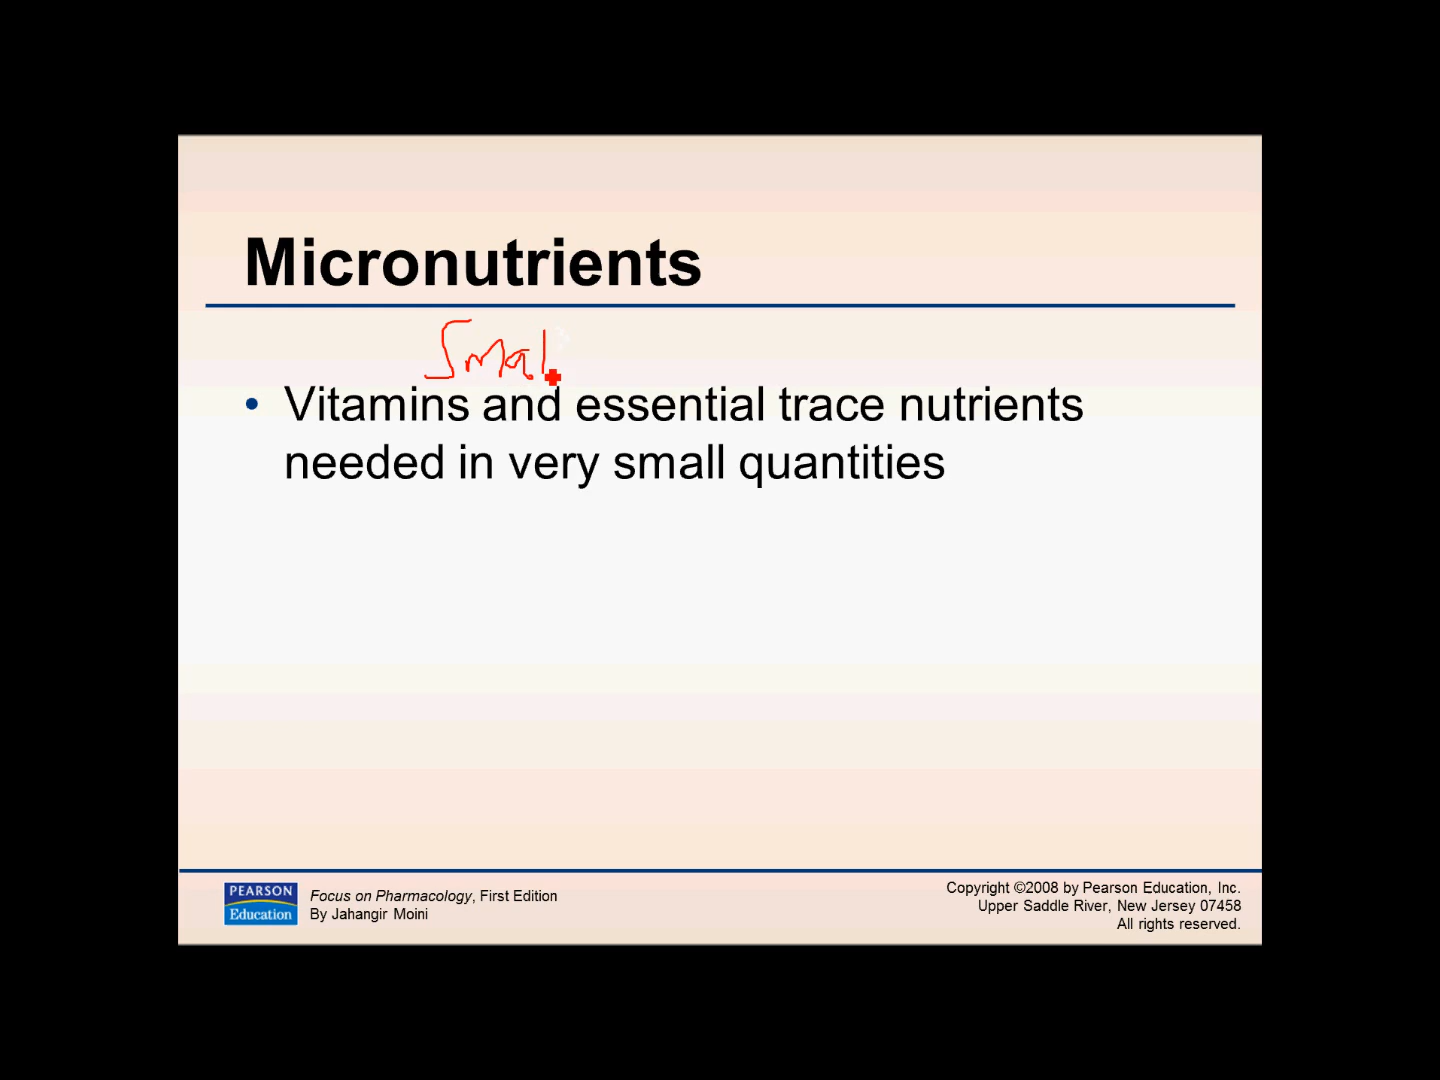 Micronutrients
Smal
• Vitamins and essential trace nutrients
needed in very small quantities
PEARSON
Education
Focus on Pharmacology, First Edition
By Jahangir Moini
Copyright ©2008 by Pearson Education, Inc.
Upper Saddle River, New Jersey 07458
All rights reserved.